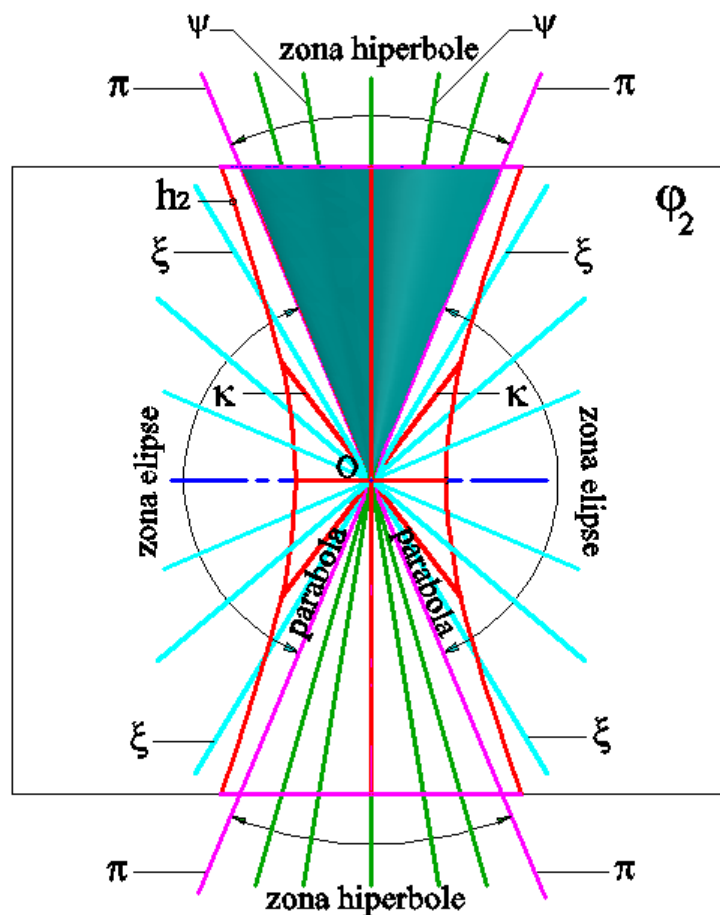 ψ ψ
zona hiperbole
π π
h2 φ2
ξ ξ
κ κ
zona elipse
O
zona elipse
parabola
parabola
ξ ξ
π π
zona hiperbole